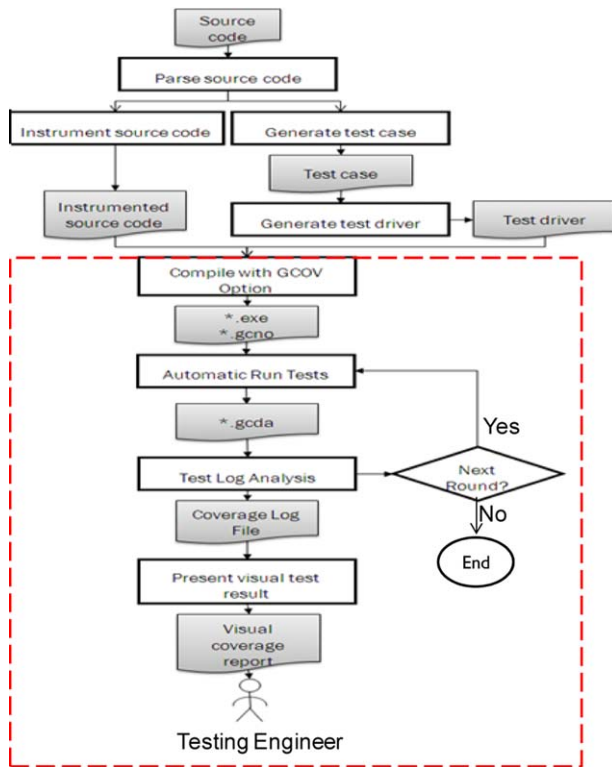 Source
code
Parse source code
Instrument source code
Generate test case
Test case
Instrumented
source code
Generate test driver
Test driver
Compile with GCOV
Option
*.exe
*.gcno
Automatic Run Tests
*.gcda
Yes
Test Log Analysis
Next
Round?
No
Coverage Log
File
End
Present visual test
result
Visual
coverage
report
Testing Engineer